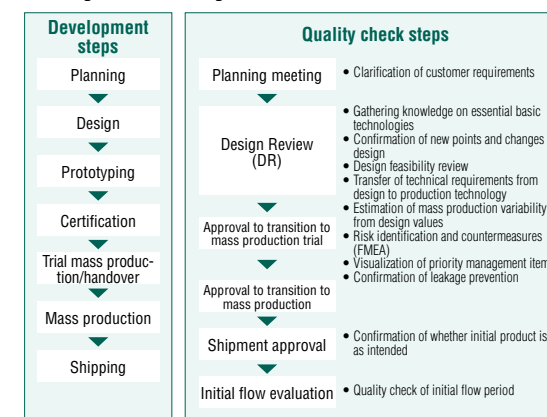 Development
steps
Planning
Design
Prototyping
Certification
Trial mass produc-
tion/handover
Mass production
Shipping
Quality check steps
Planning meeting
• Clarification of customer requirements
Design Review
(DR)
• Gathering knowledge on essential basic
technologies
• Confirmation of new points and changes
design
• Design feasibility review
• Transfer of technical requirements from
design to production technology
• Estimation of mass production variability
from design values
• Risk identification and countermeasures
(FMEA)
• Visualization of priority management item
• Confirmation of leakage prevention
Approval to transition to
mass production trial
Approval to transition to
mass production
Shipment approval
• Confirmation of whether initial product is
as intended
Initial flow evaluation
• Quality check of initial flow period